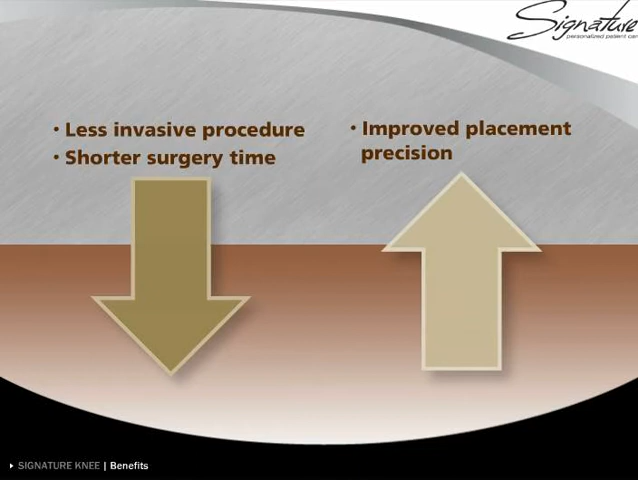 Signature
personalized patient car
• Less invasive procedure
• Shorter surgery time
• Improved placement
precision
SIGNATURE KNEE | Benefits